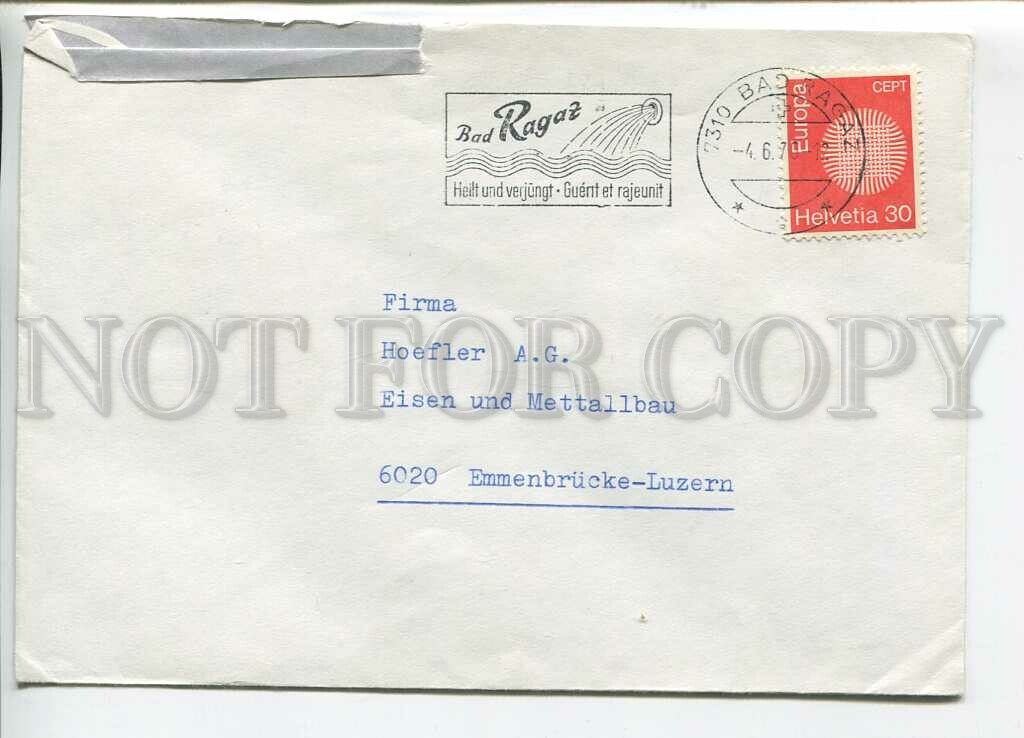 Bad Ragaz
Heilt und verjüngt · Guérit et rajeunit
7310 BAD RAGAZ
-4.6.70
Europa
CEPT
Helvetia 30
Firma
Hoefler A.G.
Eisen und Mettallbau
6020 Emmenbrücke-Luzern
NOT FOR COPY